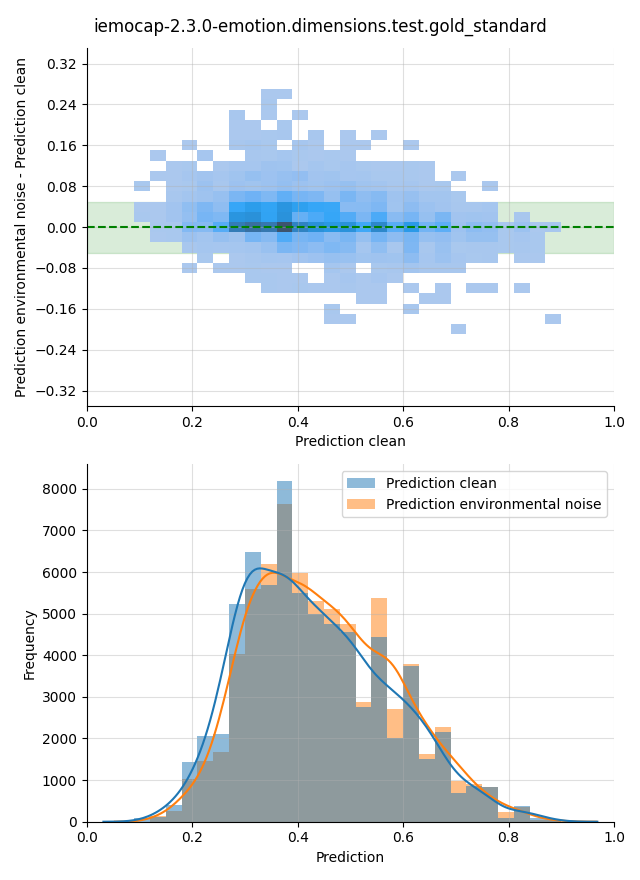 iemocap-2.3.0-emotion.dimensions.test.gold_standard
Prediction environmental noise - Prediction clean
0.32
0.24
0.16
0.08
0.00
−0.08
−0.16
−0.24
−0.32
0.0 0.2 0.4 0.6 0.8 1.0
Prediction clean
Frequency
8000
7000
6000
5000
4000
3000
2000
1000
0
Prediction clean
Prediction environmental noise
0.0 0.2 0.4 0.6 0.8 1.0
Prediction